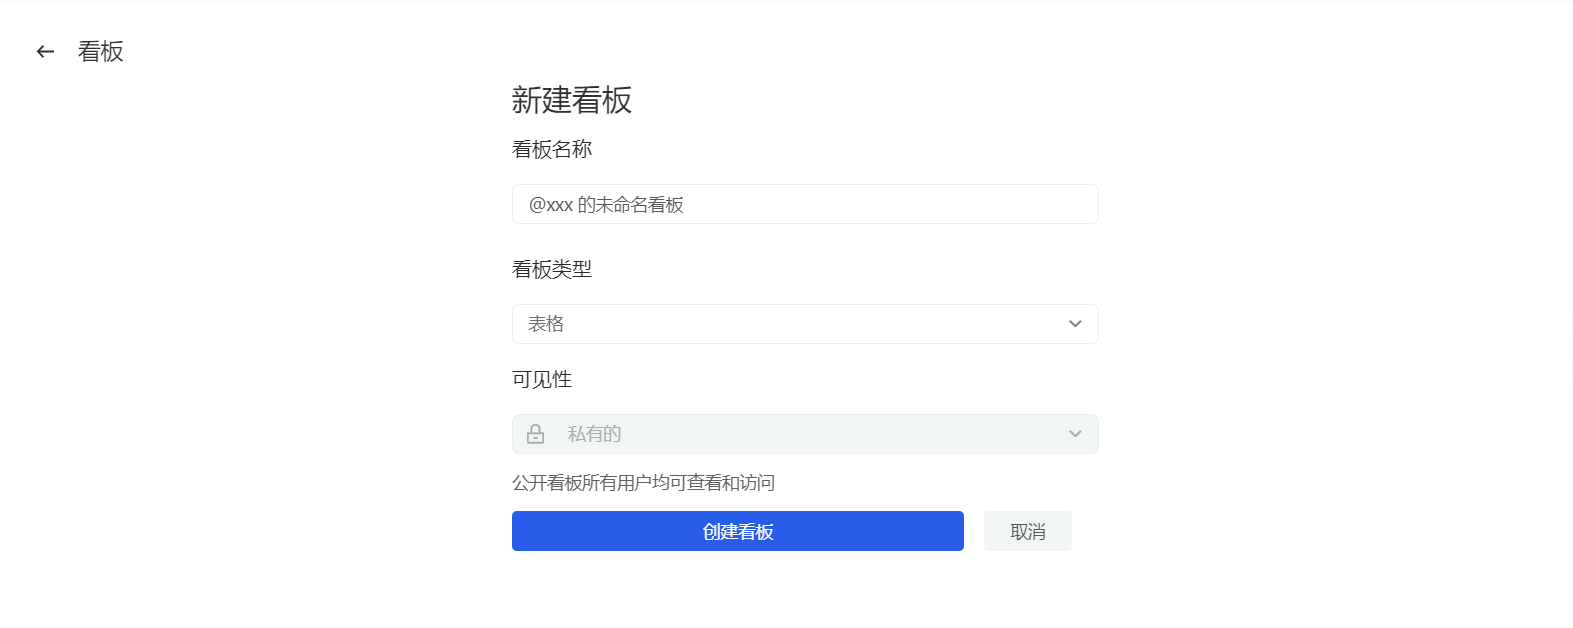 看板
新建看板
看板名称
@xxx 的未命名看板
看板类型
表格
可见性
私有的
公开看板所有用户均可查看和访问
创建看板 取消